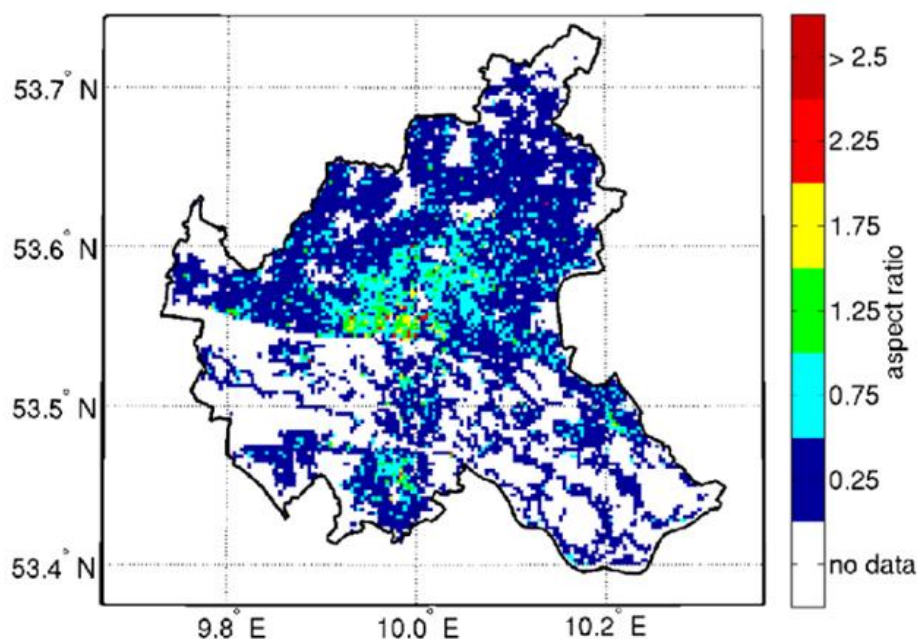 53.7° N
53.6° N
53.5° N
53.4° N
9.8° E
10.0° E
10.2° E
> 2.5
2.25
1.75
1.25
0.75
0.25
no data
aspect ratio